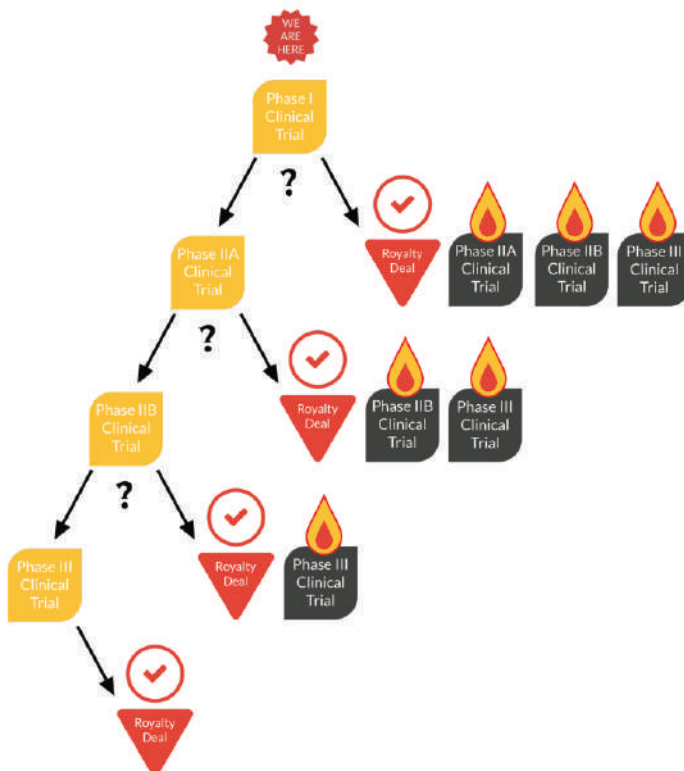 WE
ARE
HERE
Phase I
Clinical
Trial
?
Royalty
Deal
Phase IIA
Clinical
Trial
Phase IIB
Clinical
Trial
Phase III
Clinical
Trial
Phase IIA
Clinical
Trial
?
Royalty
Deal
Phase IIB
Clinical
Trial
Phase III
Clinical
Trial
Phase IIB
Clinical
Trial
?
Royalty
Deal
Phase III
Clinical
Trial
Phase III
Clinical
Trial
Royalty
Deal